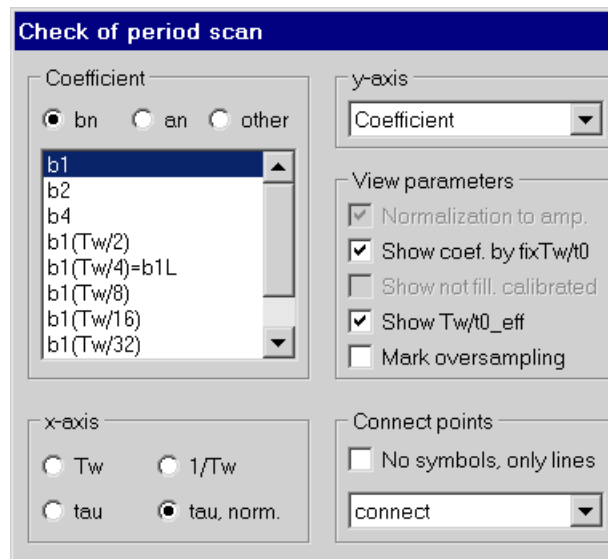 Check of period scan
Coefficient
bn an other
b1
b2
b4
b1(Tw/2)
b1(Tw/4)=b1L
b1(Tw/8)
b1(Tw/16)
b1(Tw/32)
y-axis
Coefficient
View parameters
Normalization to amp.
Show coef. by fixTw/t0
Show not fill. calibrated
Show Tw/t0_eff
Mark oversampling
x-axis
Tw 1/Tw
tau tau, norm.
Connect points
No symbols, only lines
connect